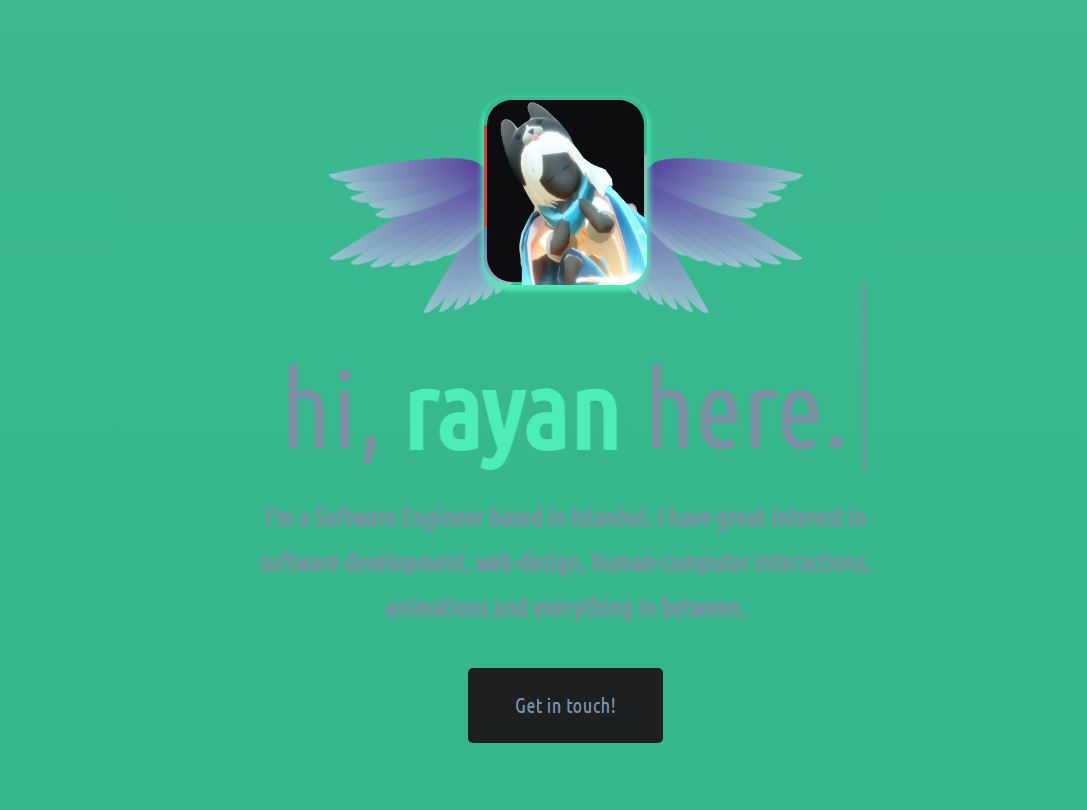 hi, rayan here.
I'm a Software Engineer based in Istanbul. I have great interest in
software development, web-design, human-computer interactions,
animations and everything in between.
Get in touch!